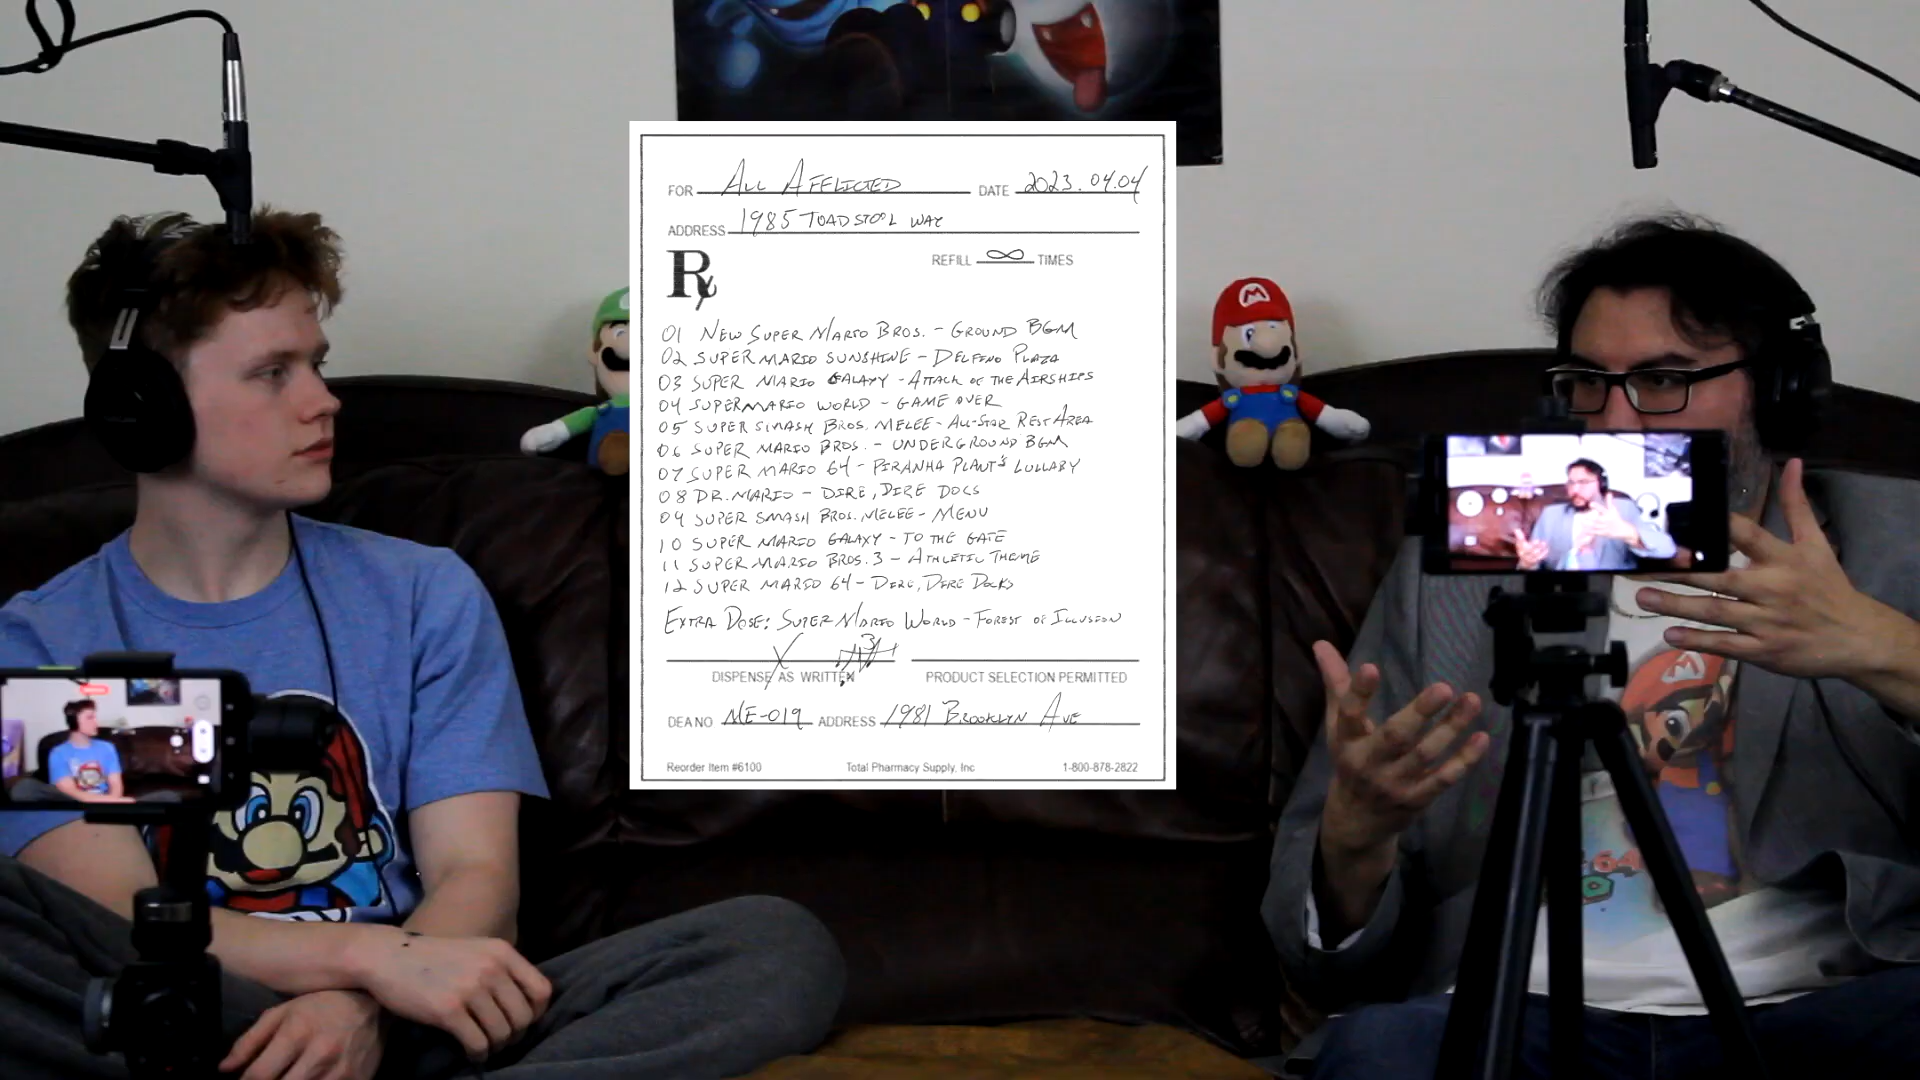 FOR ALL AFFLICTED DATE 2023.04.04
ADDRESS 1985 TOADSTOOL WAY
Rx
REFILL ∞ TIMES
01 NEW SUPER MARIO BROS. - GROUND BGM
02 SUPER MARIO SUNSHINE - DELFINO PLAZA
03 SUPER MARIO GALAXY - ATTACK OF THE AIRSHIPS
04 SUPER MARIO WORLD - GAME OVER
05 SUPER SMASH BROS. MELEE - ALL-STAR REST AREA
06 SUPER MARIO BROS. - UNDERGROUND BGM
07 SUPER MARIO 64 - PIRANHA PLANT'S LULLABY
08 DR. MARIO - DIRE, DIRE DOCS
09 SUPER SMASH BROS. MELEE - MENU
10 SUPER MARIO GALAXY - TO THE GATE
11 SUPER MARIO BROS. 3 - ATHLETIC THEME
12 SUPER MARIO 64 - DIRE, DIRE DOCKS
EXTRA DOSE: SUPER MARIO WORLD - FOREST OF ILLUSION
X
DISPENSE AS WRITTEN PRODUCT SELECTION PERMITTED
DEA NO ME-019 ADDRESS 1981 BROOKLYN AVE
Reorder Item #6100 Total Pharmacy Supply, Inc 1-800-878-2822
M
64